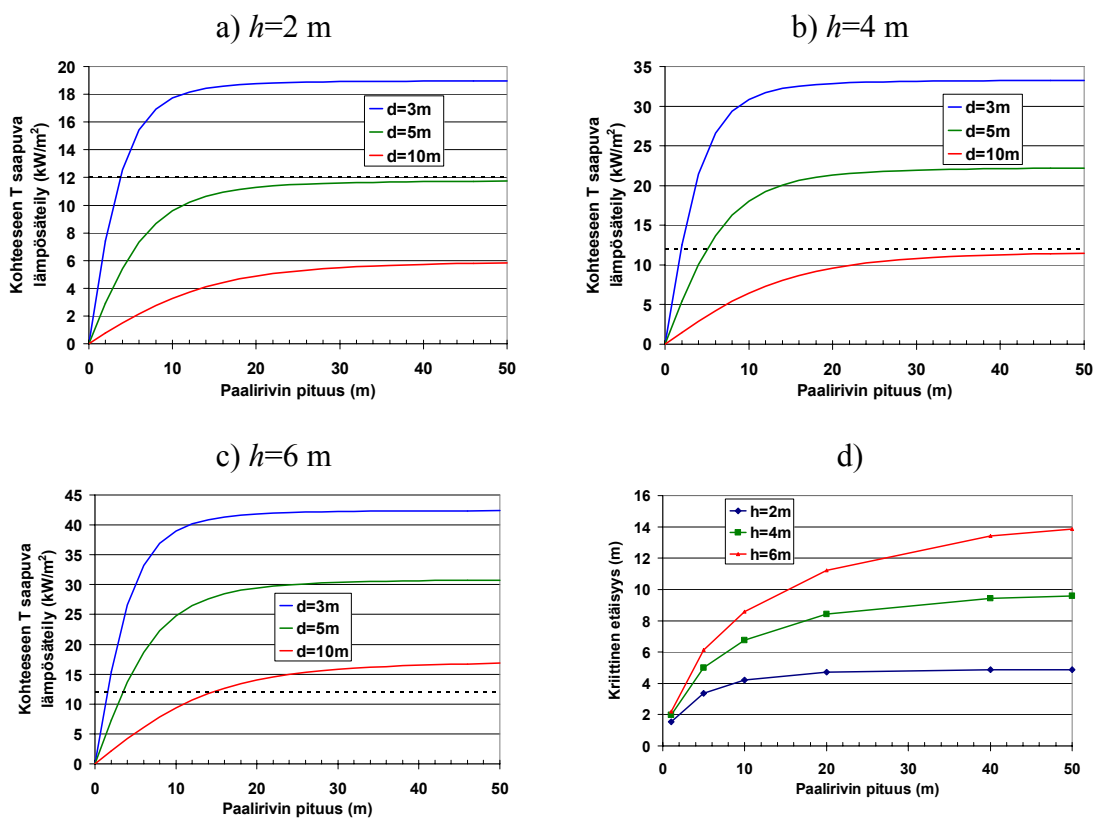 a) h=2 m
Kohteeseen T saapuva
lämpösäteily (kW/m²)
20
18
16
14
12
10
8
6
4
2
0
d=3m
d=5m
d=10m
0 10 20 30 40 50
Paalirivin pituus (m)
b) h=4 m
Kohteeseen T saapuva
lämpösäteily (kW/m²)
35
30
25
20
15
10
5
0
d=3m
d=5m
d=10m
0 10 20 30 40 50
Paalirivin pituus (m)
c) h=6 m
Kohteeseen T saapuva
lämpösäteily (kW/m²)
45
40
35
30
25
20
15
10
5
0
d=3m
d=5m
d=10m
0 10 20 30 40 50
Paalirivin pituus (m)
d)
Kriittinen etäisyys (m)
16
14
12
10
8
6
4
2
0
h=2m
h=4m
h=6m
0 10 20 30 40 50
Paalirivin pituus (m)